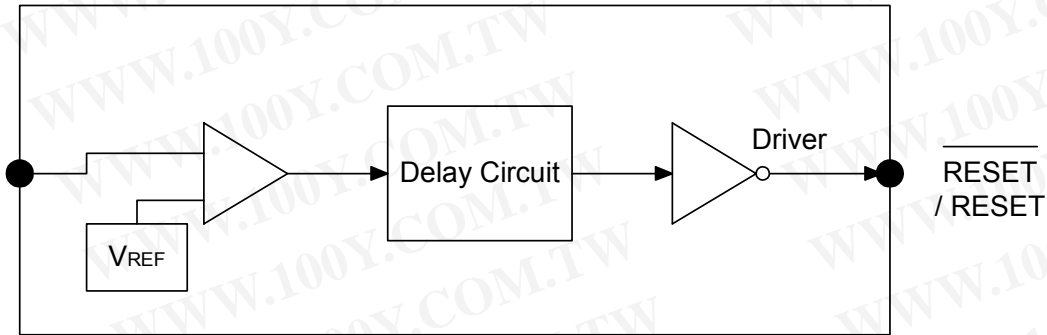 WWW.100Y.COM.TW
Driver
Delay Circuit
RESET
/ RESET
VREF